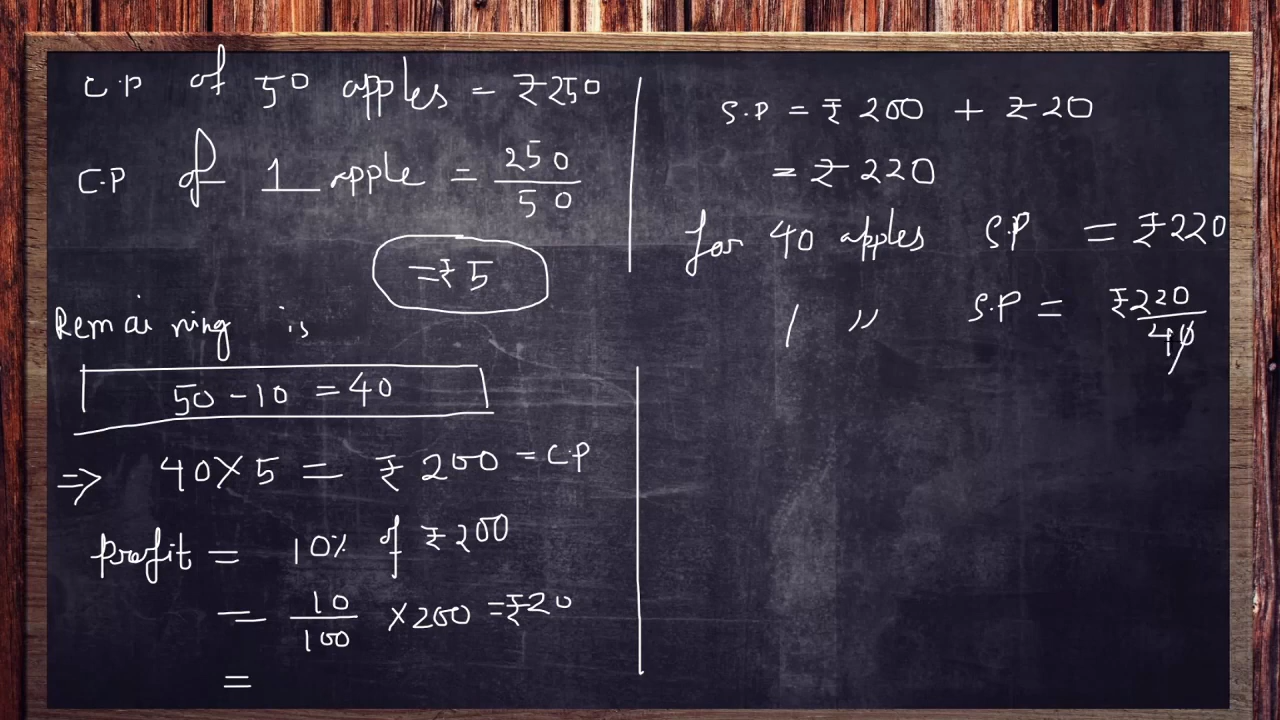 C.P of 50 apples = ₹250
C.P of 1 apple = 250/50
= ₹ 5
Remaining is
50 - 10 = 40
=> 40 X 5 = ₹ 200 = C.P
Profit = 10% of ₹200
= 10/100 X 200 = ₹20
=
S.P = ₹ 200 + ₹ 20
= ₹ 220
for 40 apples S.P = ₹220
1 " S.P = ₹220/40